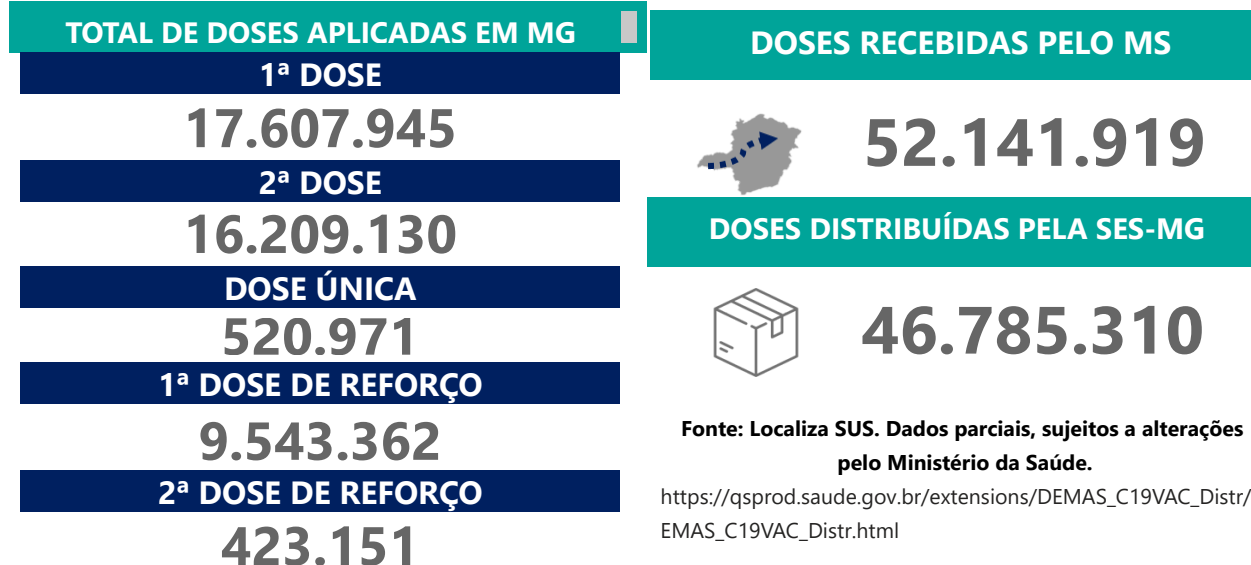 TOTAL DE DOSES APLICADAS EM MG
1ª DOSE
17.607.945
2ª DOSE
16.209.130
DOSE ÚNICA
520.971
1ª DOSE DE REFORÇO
9.543.362
2ª DOSE DE REFORÇO
423.151
DOSES RECEBIDAS PELO MS
52.141.919
DOSES DISTRIBUÍDAS PELA SES-MG
46.785.310
Fonte: Localiza SUS. Dados parciais, sujeitos a alterações
pelo Ministério da Saúde.
https://qsprod.saude.gov.br/extensions/DEMAS_C19VAC_Distr/
EMAS_C19VAC_Distr.html